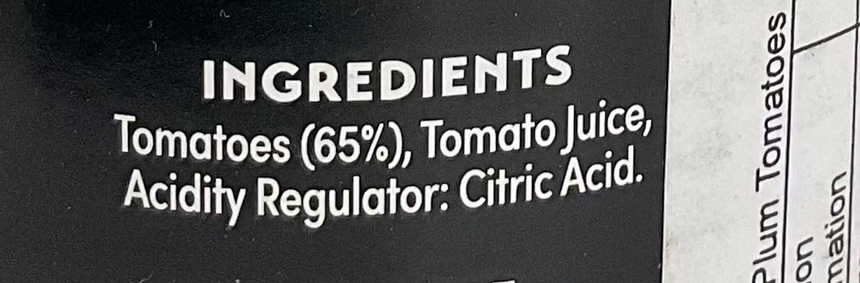 INGREDIENTS
Tomatoes (65%), Tomato Juice,
Acidity Regulator: Citric Acid.
Plum Tomatoes